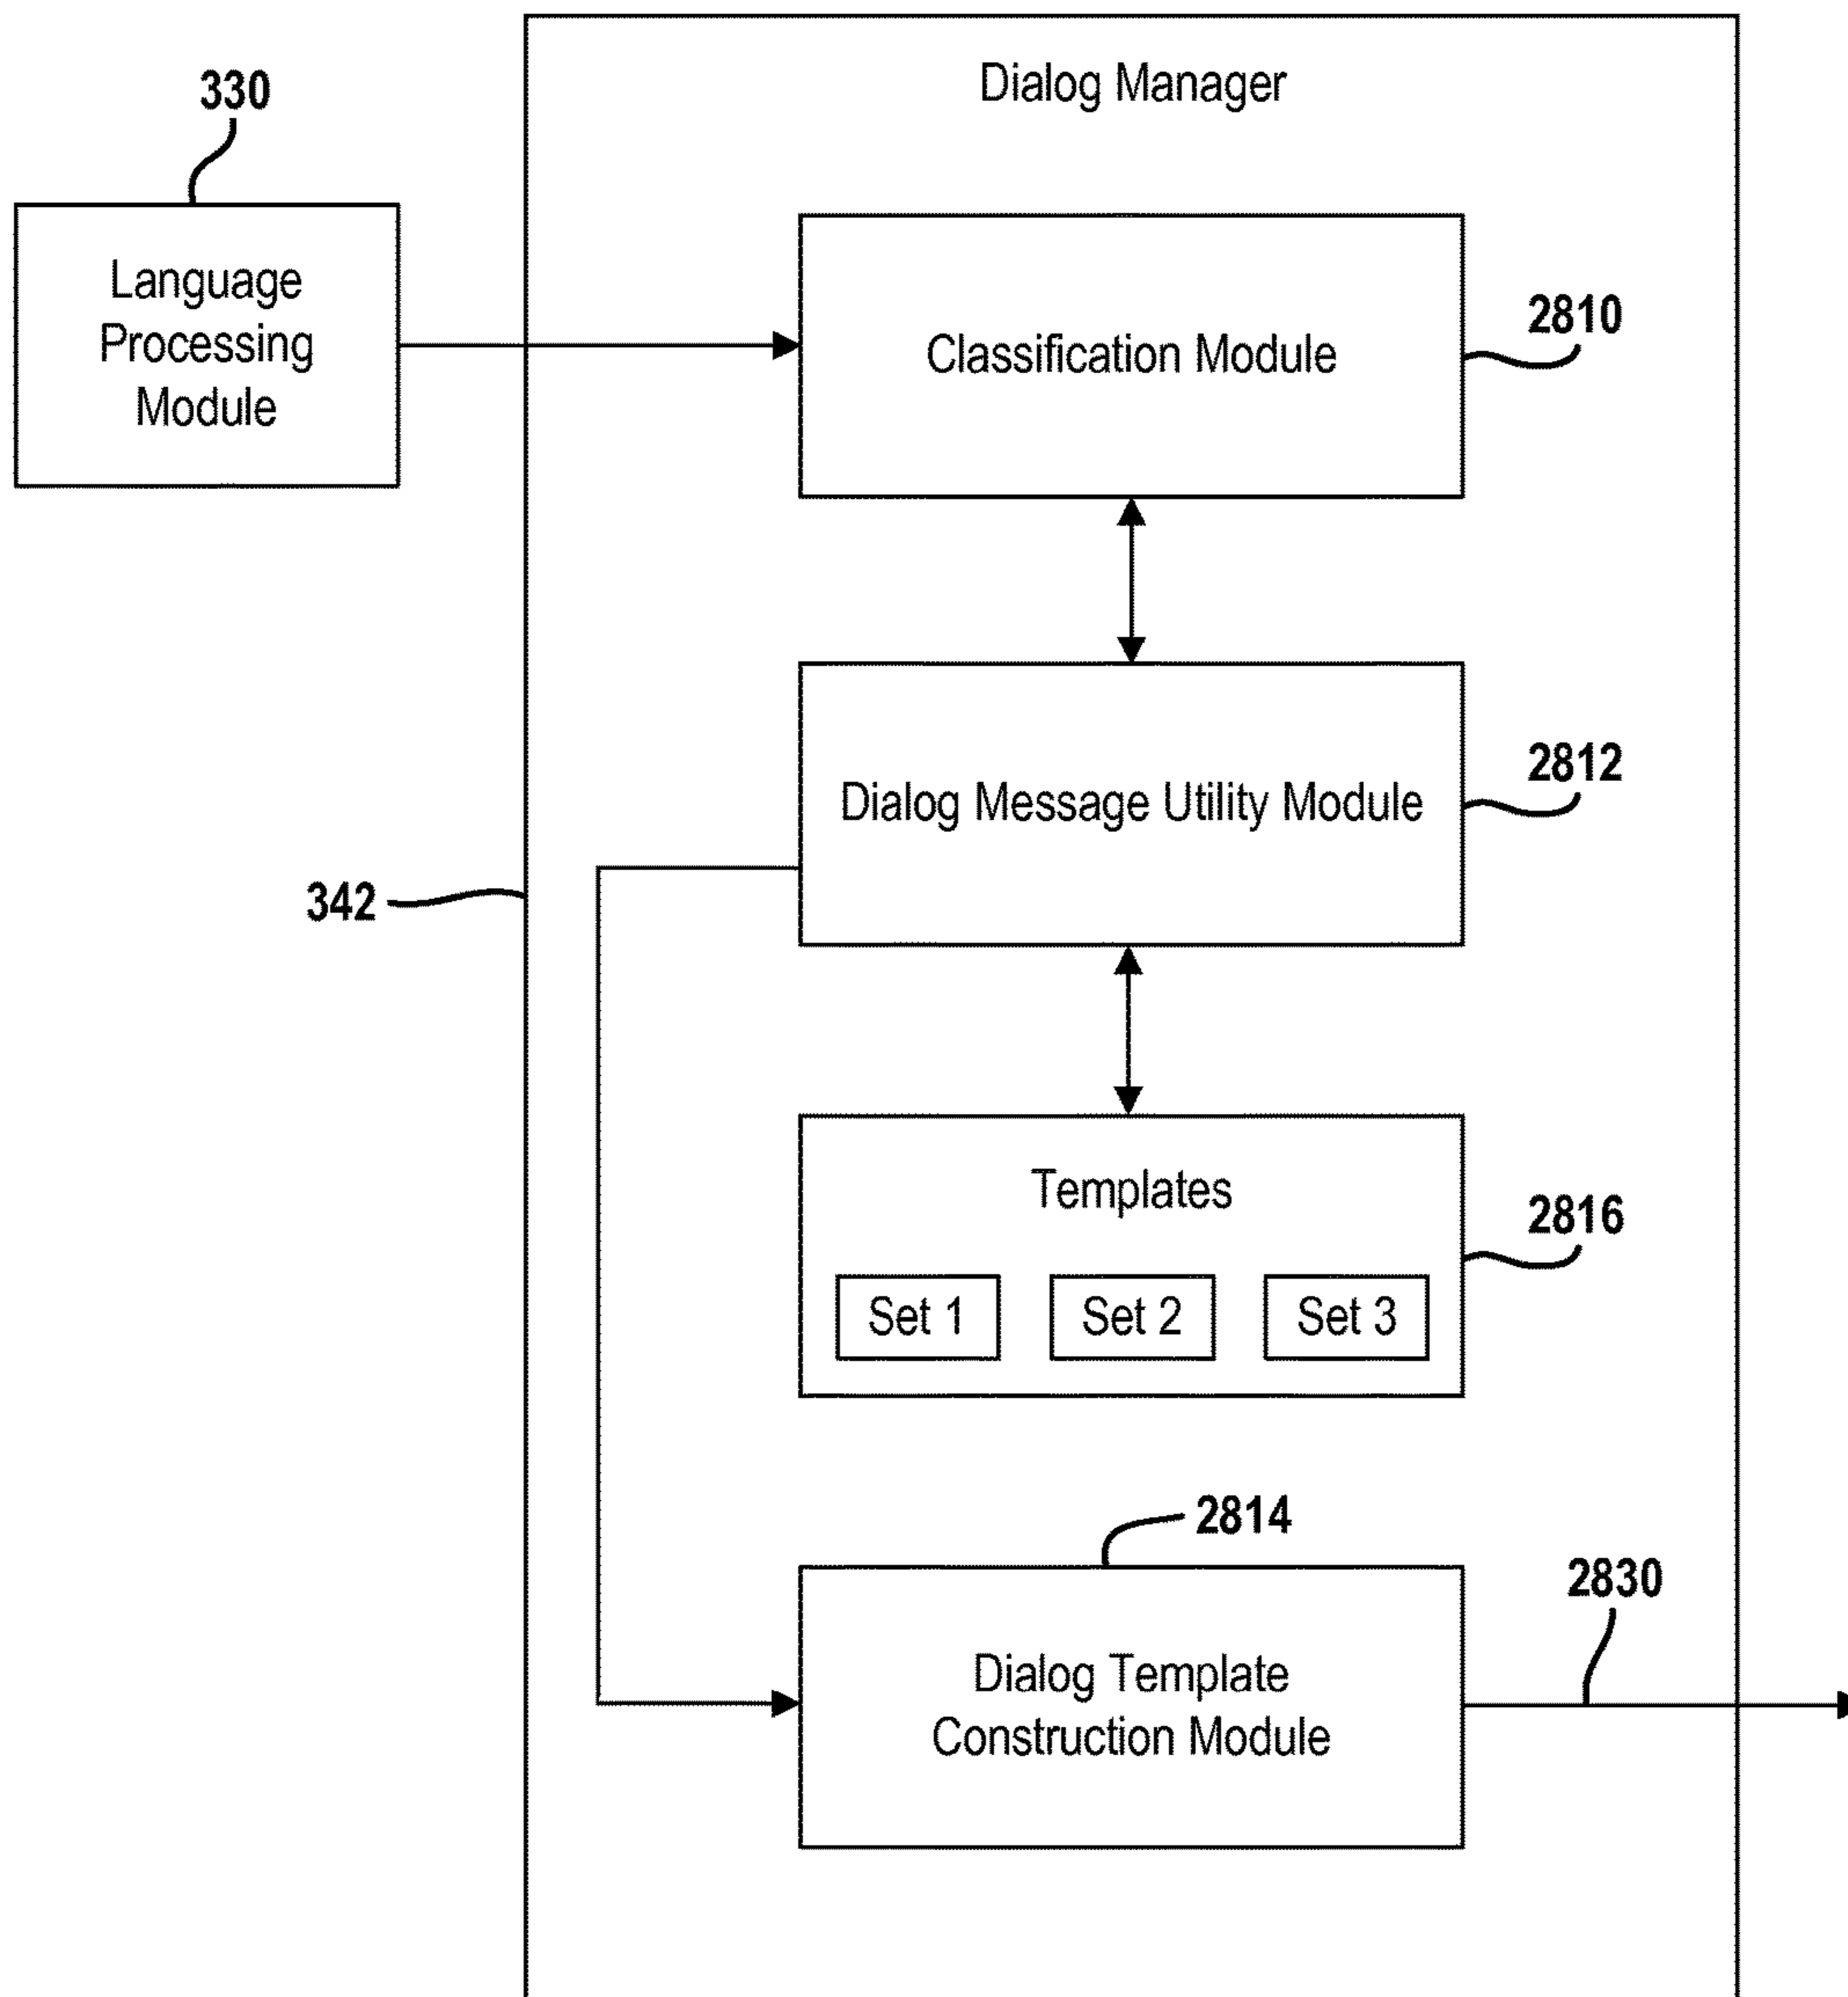 Dialog Manager
330
Language
Processing
Module
Classification Module
2810
Dialog Message Utility Module
2812
342
Templates
2816
Set 1
Set 2
Set 3
2814
2830
Dialog Template
Construction Module